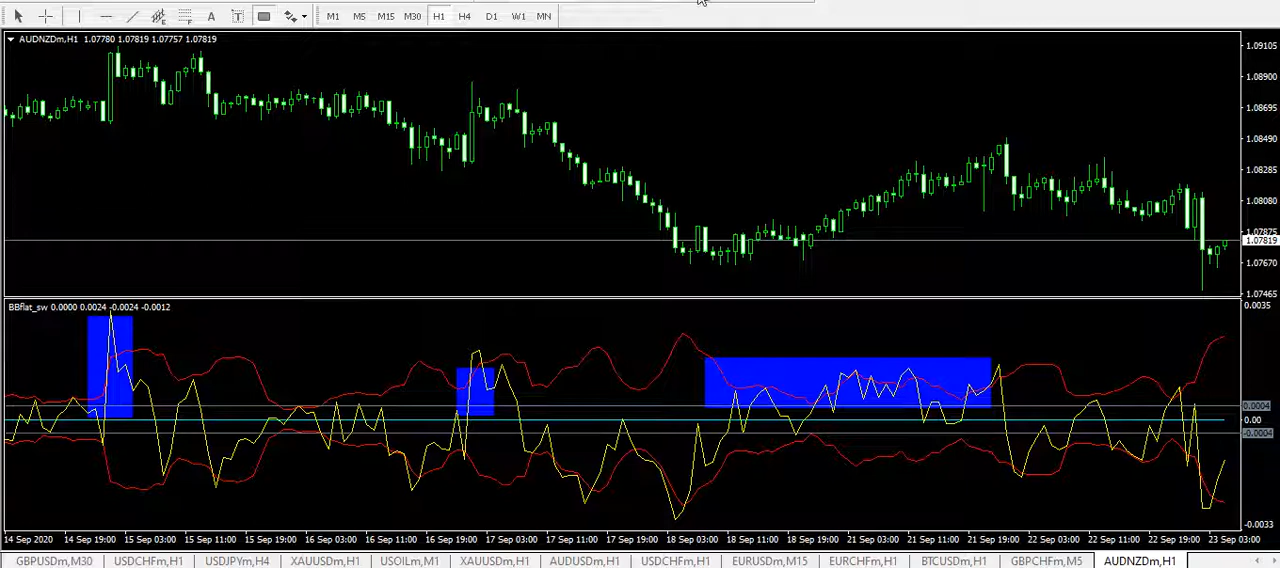 A T
M1 M5 M15 M30 H1 H4 D1 W1 MN
AUDNZDm,H1 1.07780 1.07819 1.07757 1.07819
1.09105
1.08900
1.08695
1.08490
1.08285
1.08080
1.07875
1.07819
1.07670
1.07465
BBflat_sw 0.0000 0.0024 -0.0024 -0.0012
0.0035
0.0004
0.00
-0.0004
-0.0033
14 Sep 2020 14 Sep 19:00 15 Sep 03:00 15 Sep 11:00 15 Sep 19:00 16 Sep 03:00 16 Sep 11:00 16 Sep 19:00 17 Sep 03:00 17 Sep 11:00 17 Sep 19:00 18 Sep 03:00 18 Sep 11:00 18 Sep 19:00 21 Sep 03:00 21 Sep 11:00 21 Sep 19:00 22 Sep 03:00 22 Sep 11:00 22 Sep 19:00 23 Sep 03:00
GBPUSDm,M30 USDCHFm,H1 USDJPYm,H4 XAUUSDm,H1 USOILm,M1 XAUUSDm,H1 AUDUSDm,H1 USDCHFm,H1 EURUSDm,M15 EURCHFm,H1 BTCUSDm,H1 GBPCHFm,M5 AUDNZDm,H1